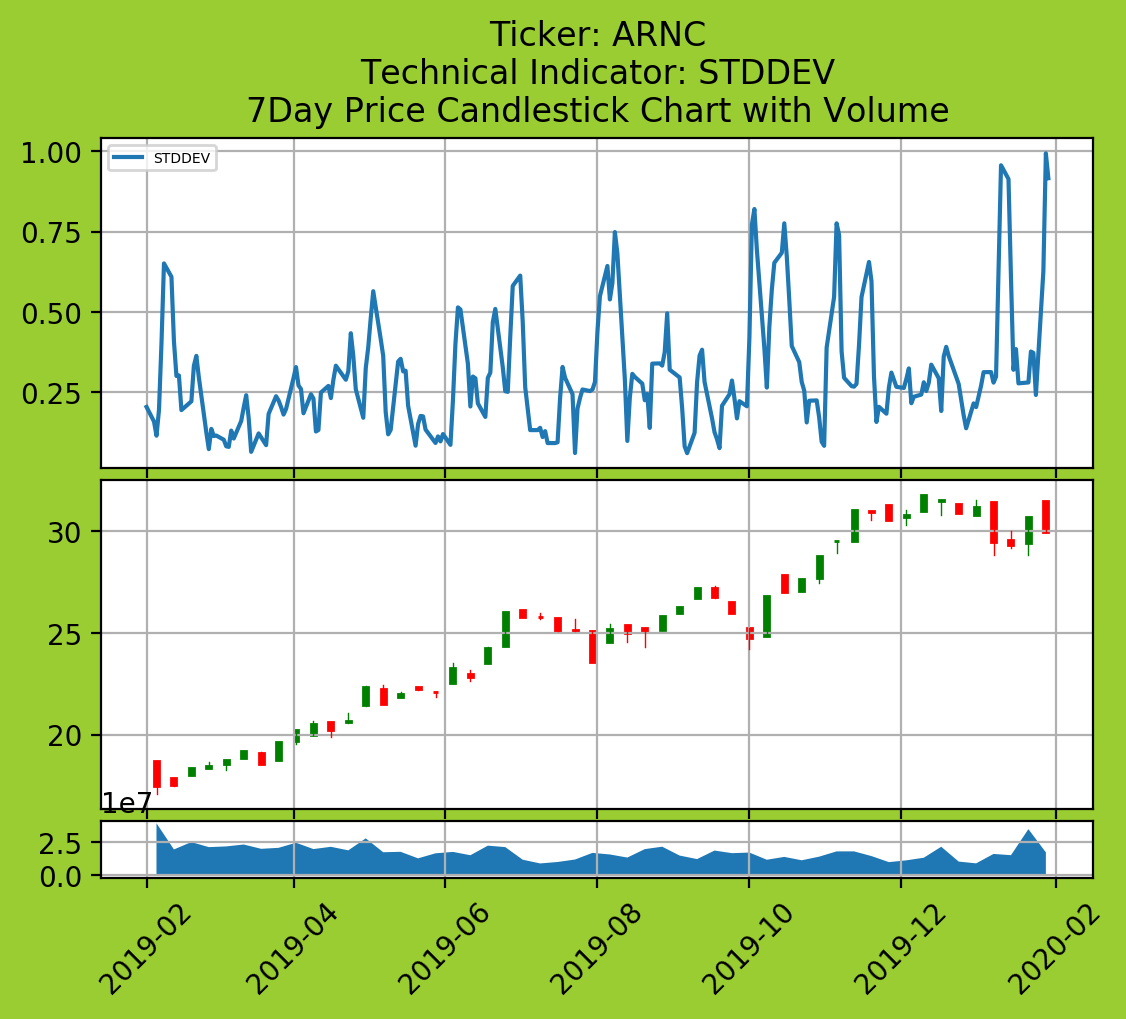 Ticker: ARNC
Technical Indicator: STDDEV
7Day Price Candlestick Chart with Volume
STDDEV
1.00
0.75
0.50
0.25
30
25
20
1e7
2.5
0.0
2019-02 2019-04 2019-06 2019-08 2019-10 2019-12 2020-02